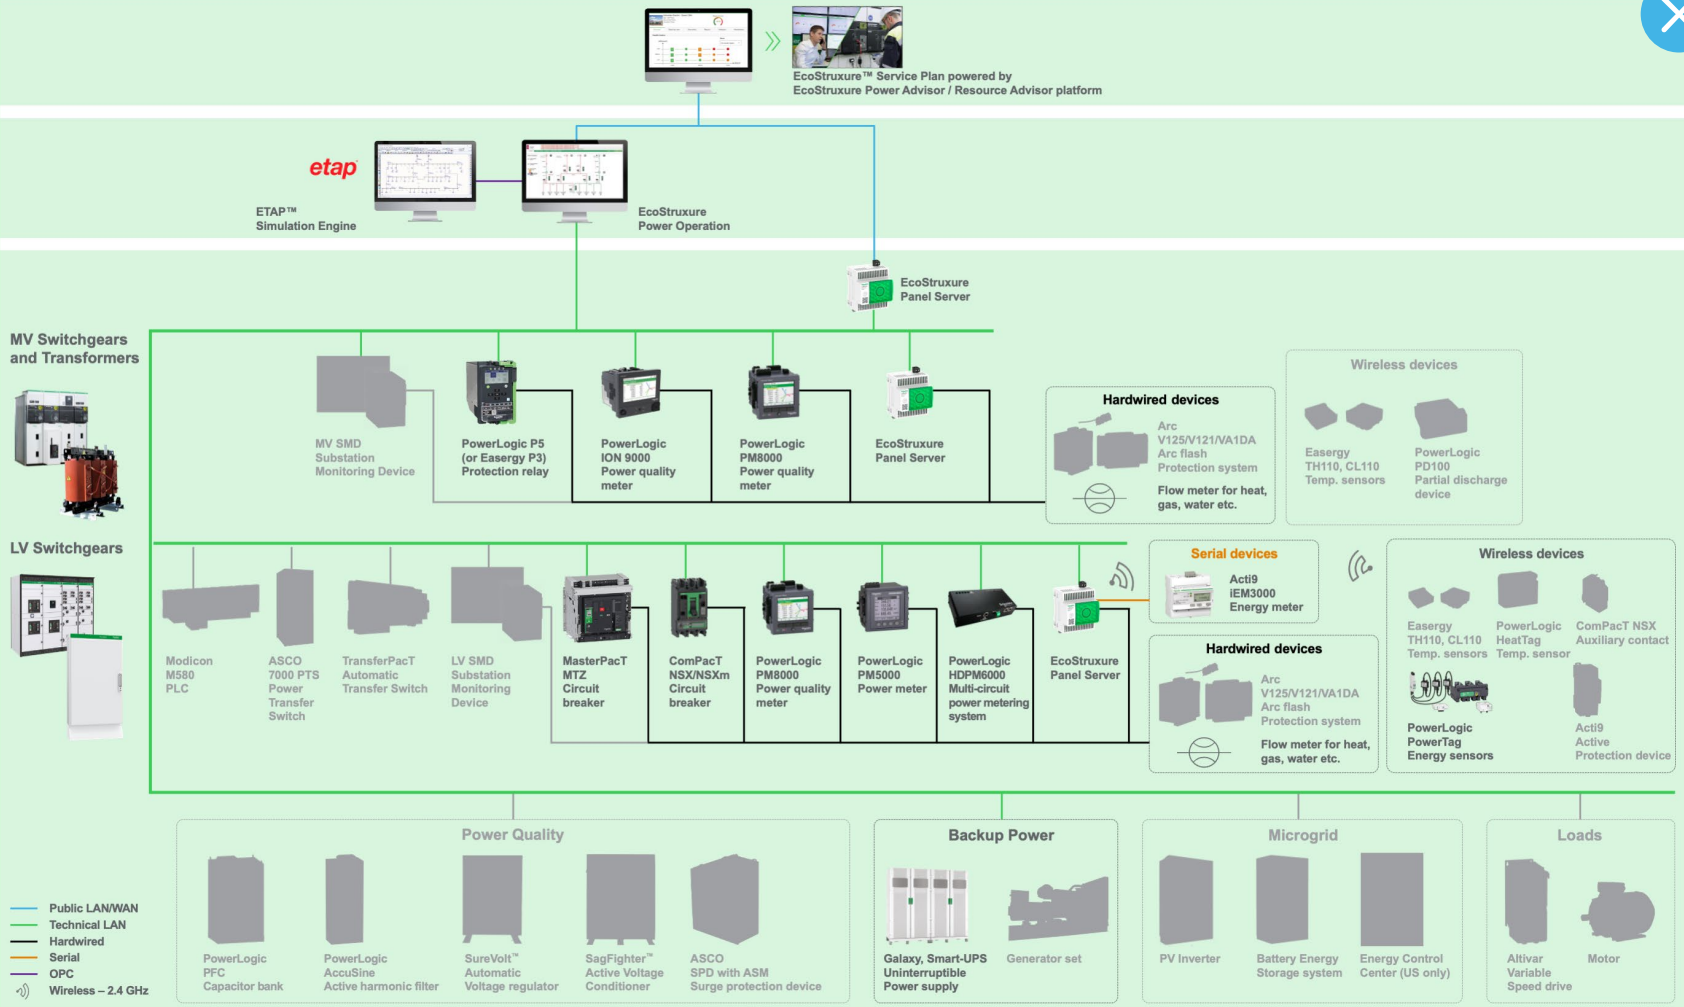 EcoStruxure™ Service Plan powered by
EcoStruxure Power Advisor / Resource Advisor platform
etap
ETAP™
Simulation Engine
EcoStruxure
Power Operation
EcoStruxure
Panel Server
MV Switchgears
and Transformers
MV SMD
Substation
Monitoring Device
PowerLogic P5
(or Easergy P3)
Protection relay
PowerLogic
ION 9000
Power quality
meter
PowerLogic
PM8000
Power quality
meter
EcoStruxure
Panel Server
Hardwired devices
Arc
V125/V121/VA1DA
Arc flash
Protection system
Flow meter for heat,
gas, water etc.
Wireless devices
Easergy
TH110, CL110
Temp. sensors
PowerLogic
PD100
Partial discharge
device
LV Switchgears
Modicon
M580
PLC
ASCO
7000 PTS
Power
Transfer
Switch
TransferPacT
Automatic
Transfer Switch
LV SMD
Substation
Monitoring
Device
MasterPacT
MTZ
Circuit
breaker
ComPacT
NSX/NSXm
Circuit
breaker
PowerLogic
PM8000
Power quality
meter
PowerLogic
PM5000
Power meter
PowerLogic
HDPM6000
Multi-circuit
power metering
system
EcoStruxure
Panel Server
Serial devices
Acti9
iEM3000
Energy meter
Hardwired devices
Arc
V125/V121/VA1DA
Arc flash
Protection system
Flow meter for heat,
gas, water etc.
Wireless devices
Easergy
TH110, CL110
Temp. sensors
PowerLogic
HeatTag
Temp. sensor
ComPacT NSX
Auxiliary contact
PowerLogic
PowerTag
Energy sensors
Acti9
Active
Protection device
Power Quality
PowerLogic
PFC
Capacitor bank
PowerLogic
AccuSine
Active harmonic filter
SureVolt™
Automatic
Voltage regulator
SagFighter™
Active Voltage
Conditioner
ASCO
SPD with ASM
Surge protection device
Backup Power
Galaxy, Smart-UPS
Uninterruptible
Power supply
Generator set
Microgrid
PV Inverter
Battery Energy
Storage system
Energy Control
Center (US only)
Loads
Altivar
Variable
Speed drive
Motor
Public LAN/WAN
Technical LAN
Hardwired
Serial
OPC
Wireless – 2.4 GHz